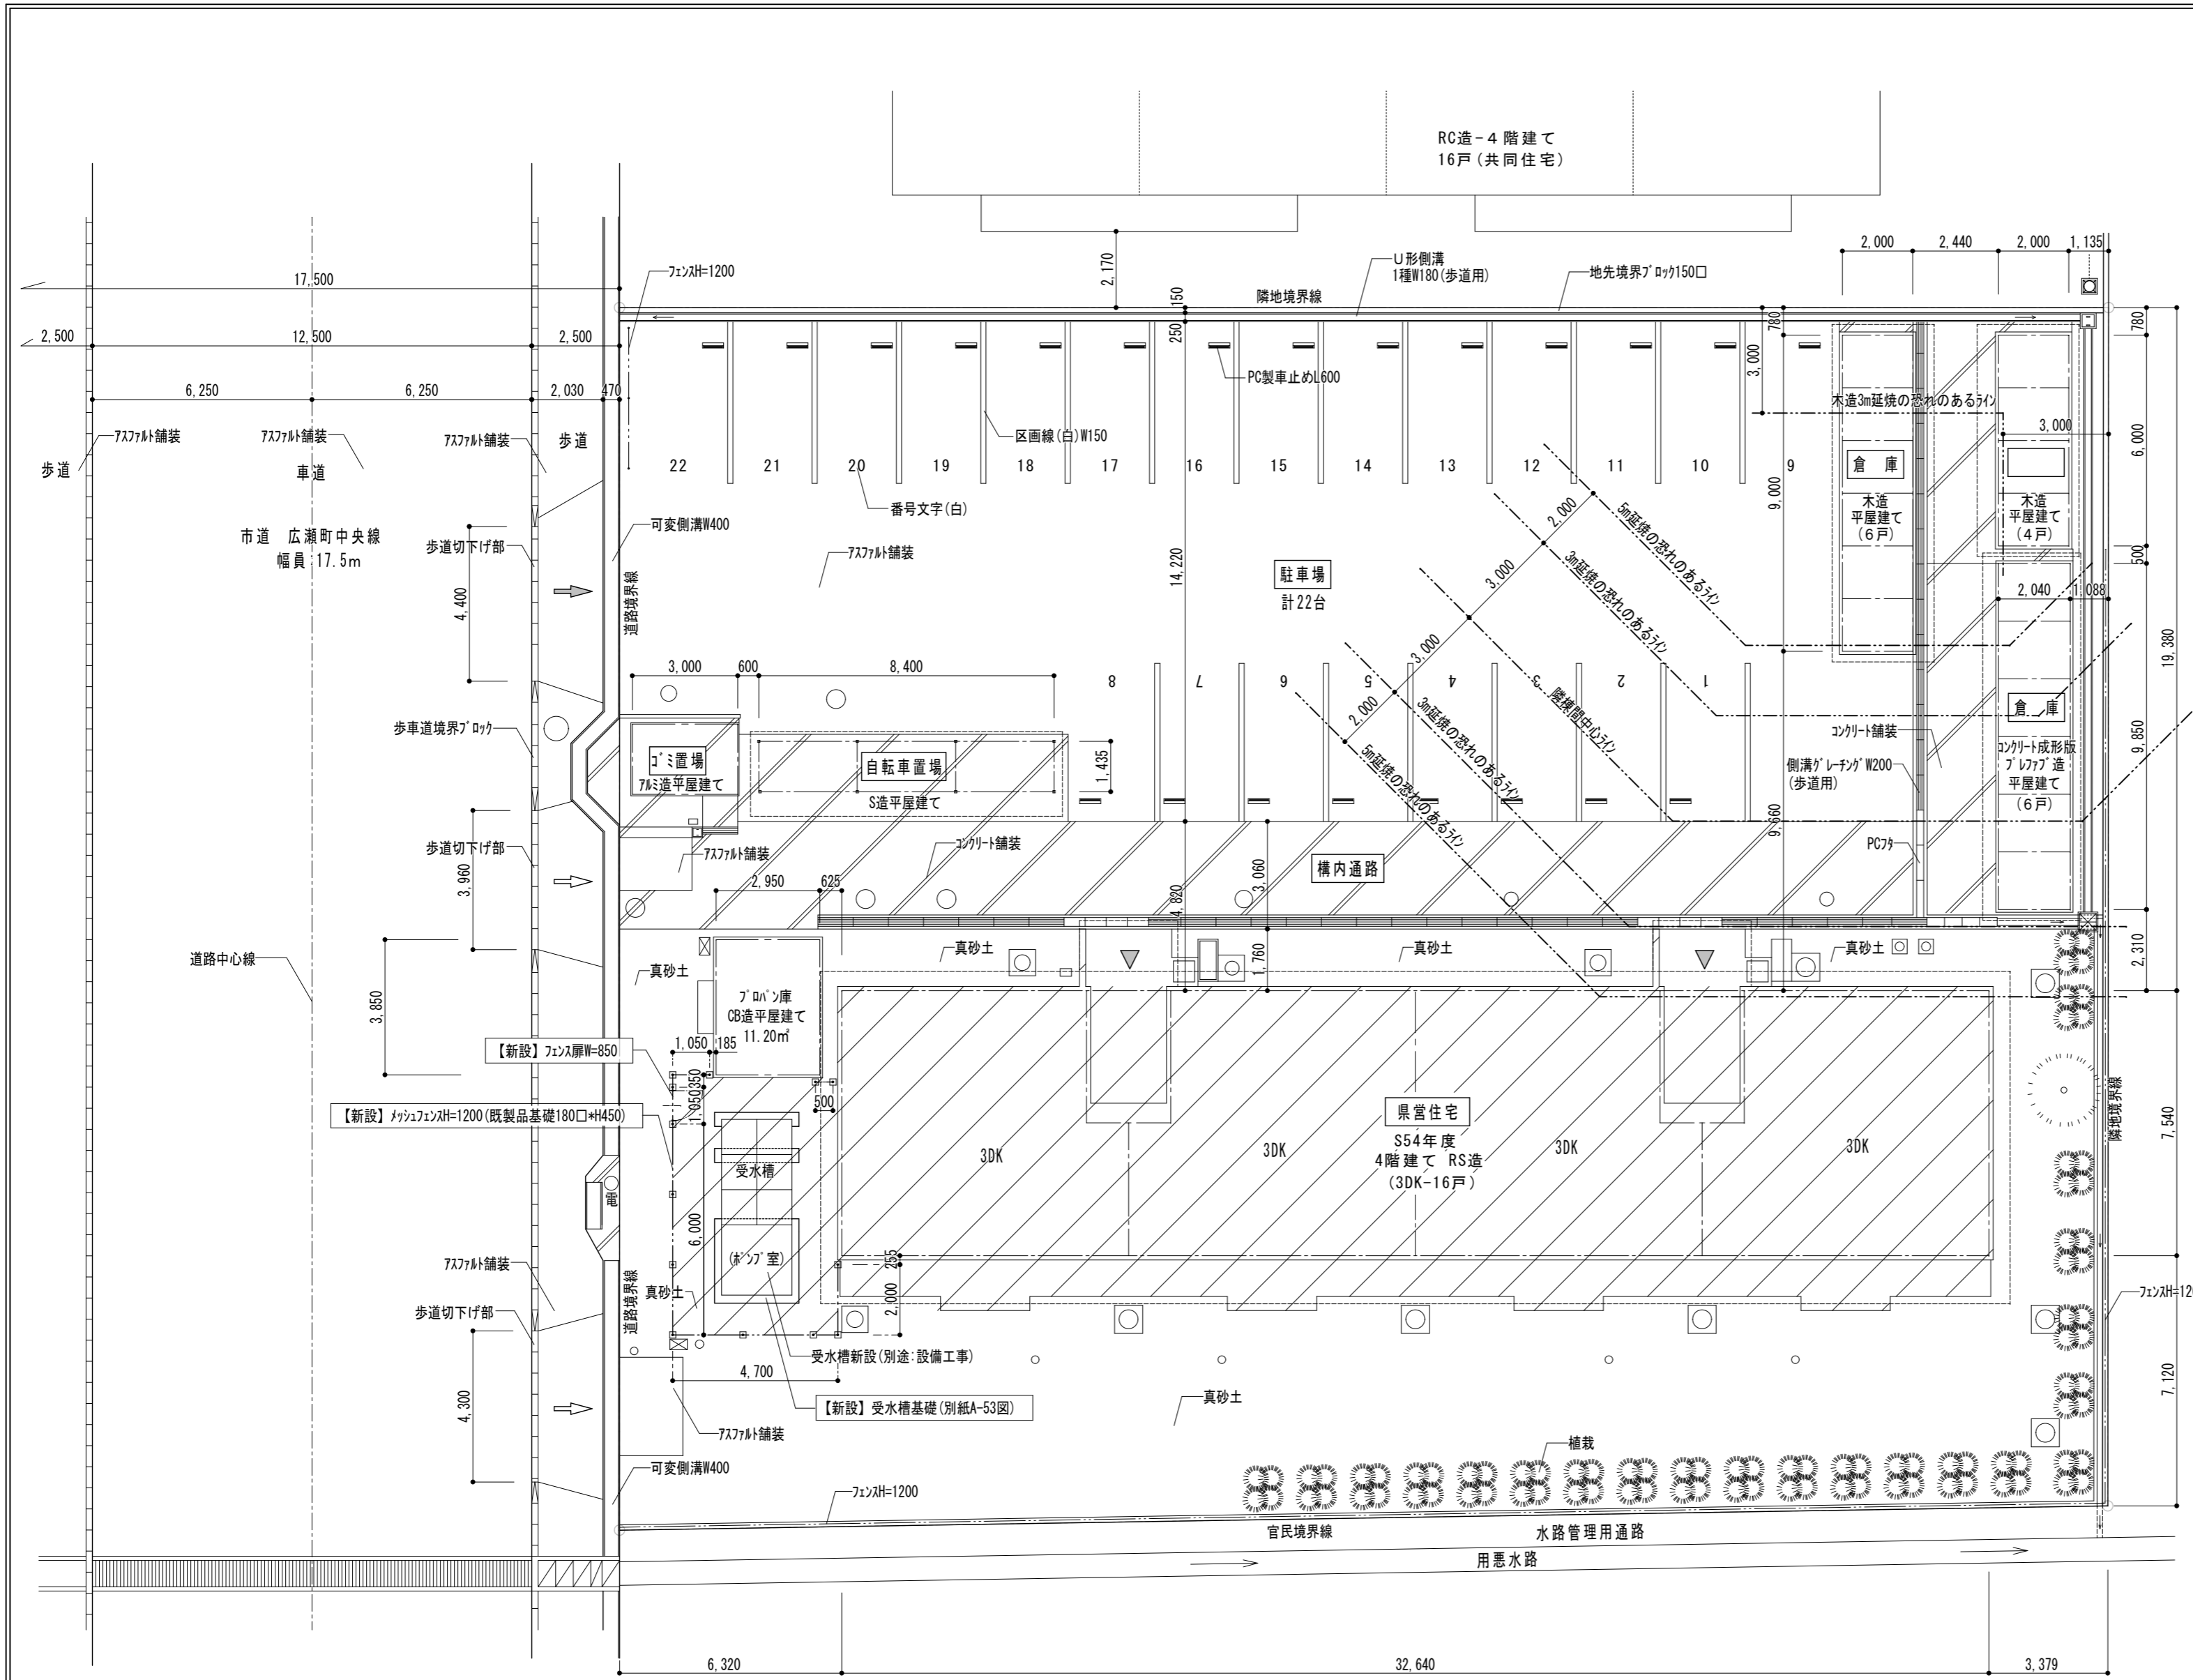 RC造-4階建て
16戸(共同住宅)
17,500
フェンスH=1200
2,170
U形側溝
1種W180(歩道用)
地先境界ブロック150口
2,000
2,440
2,000
1,135
隣地境界線
150
250
780
3,000
780
2,500
12,500
2,500
6,250
6,250
2,030
470
PC製車止めL600
木造3m延焼の恐れのあるライン
3,000
6,000
アスファルト舗装
歩道
アスファルト舗装
車道
アスファルト舗装
歩道
区画線(白)W150
22
21
20
19
18
17
16
15
14
13
12
11
10
9
倉 庫
木造
平屋建て
(6戸)
木造
平屋建て
(4戸)
番号文字(白)
市道 広瀬町中央線
幅員 17.5m
歩道切下げ部
4,400
可変側溝W400
アスファルト舗装
道路境界線
14,220
駐車場
計22台
2,000
3,000
3,000
2,000
5m延焼の恐れのあるライン
3m延焼の恐れのあるライン
隣棟間中心ライン
3m延焼の恐れのあるライン
5m延焼の恐れのあるライン
9,000
500
2,040
1,088
19,380
3,000
600
8,400
8
7
6
5
4
3
2
1
歩車道境界ブロック
ゴミ置場
アルミ造平屋建て
自転車置場
S造平屋建て
1,435
倉 庫
コンクリート成形版
プレファブ造
平屋建て
(6戸)
9,850
コンクリート舗装
側溝グレーチングW200
(歩道用)
9,660
PCフタ
歩道切下げ部
3,960
アスファルト舗装
コンクリート舗装
構内通路
3,060
4,820
2,950
625
1,760
2,310
道路中心線
3,850
真砂土
真砂土
真砂土
真砂土
プロパン庫
CB造平屋建て
11.20㎡
【新設】フェンス扉W=850
1,050
185
350
1,050
500
【新設】メッシュフェンスH=1200(既製品基礎180口*H450)
受水槽
3DK
3DK
3DK
3DK
県営住宅
S54年度
4階建て RS造
(3DK-16戸)
隣地境界線
7,540
電
6,000
(ポンプ室)
255
2,000
アスファルト舗装
真砂土
道路境界線
歩道切下げ部
4,300
受水槽新設(別途:設備工事)
4,700
【新設】受水槽基礎(別紙A-53図)
アスファルト舗装
真砂土
フェンスH=120
7,120
植栽
可変側溝W400
フェンスH=1200
官民境界線
水路管理用通路
用悪水路
6,320
32,640
3,379